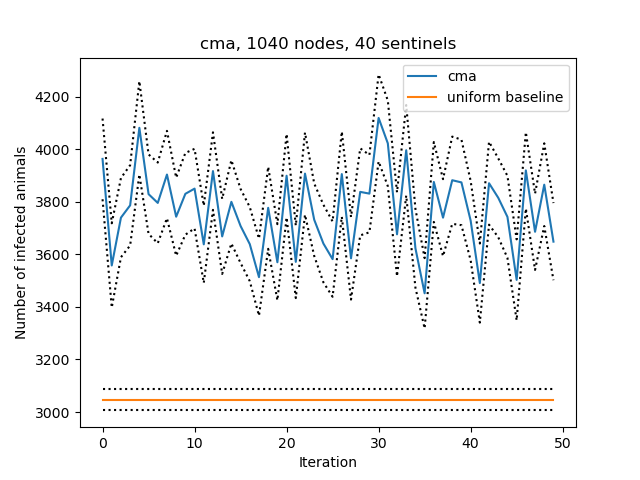 cma, 1040 nodes, 40 sentinels
cma
uniform baseline
Number of infected animals
4200
4000
3800
3600
3400
3200
3000
0 10 20 30 40 50
Iteration